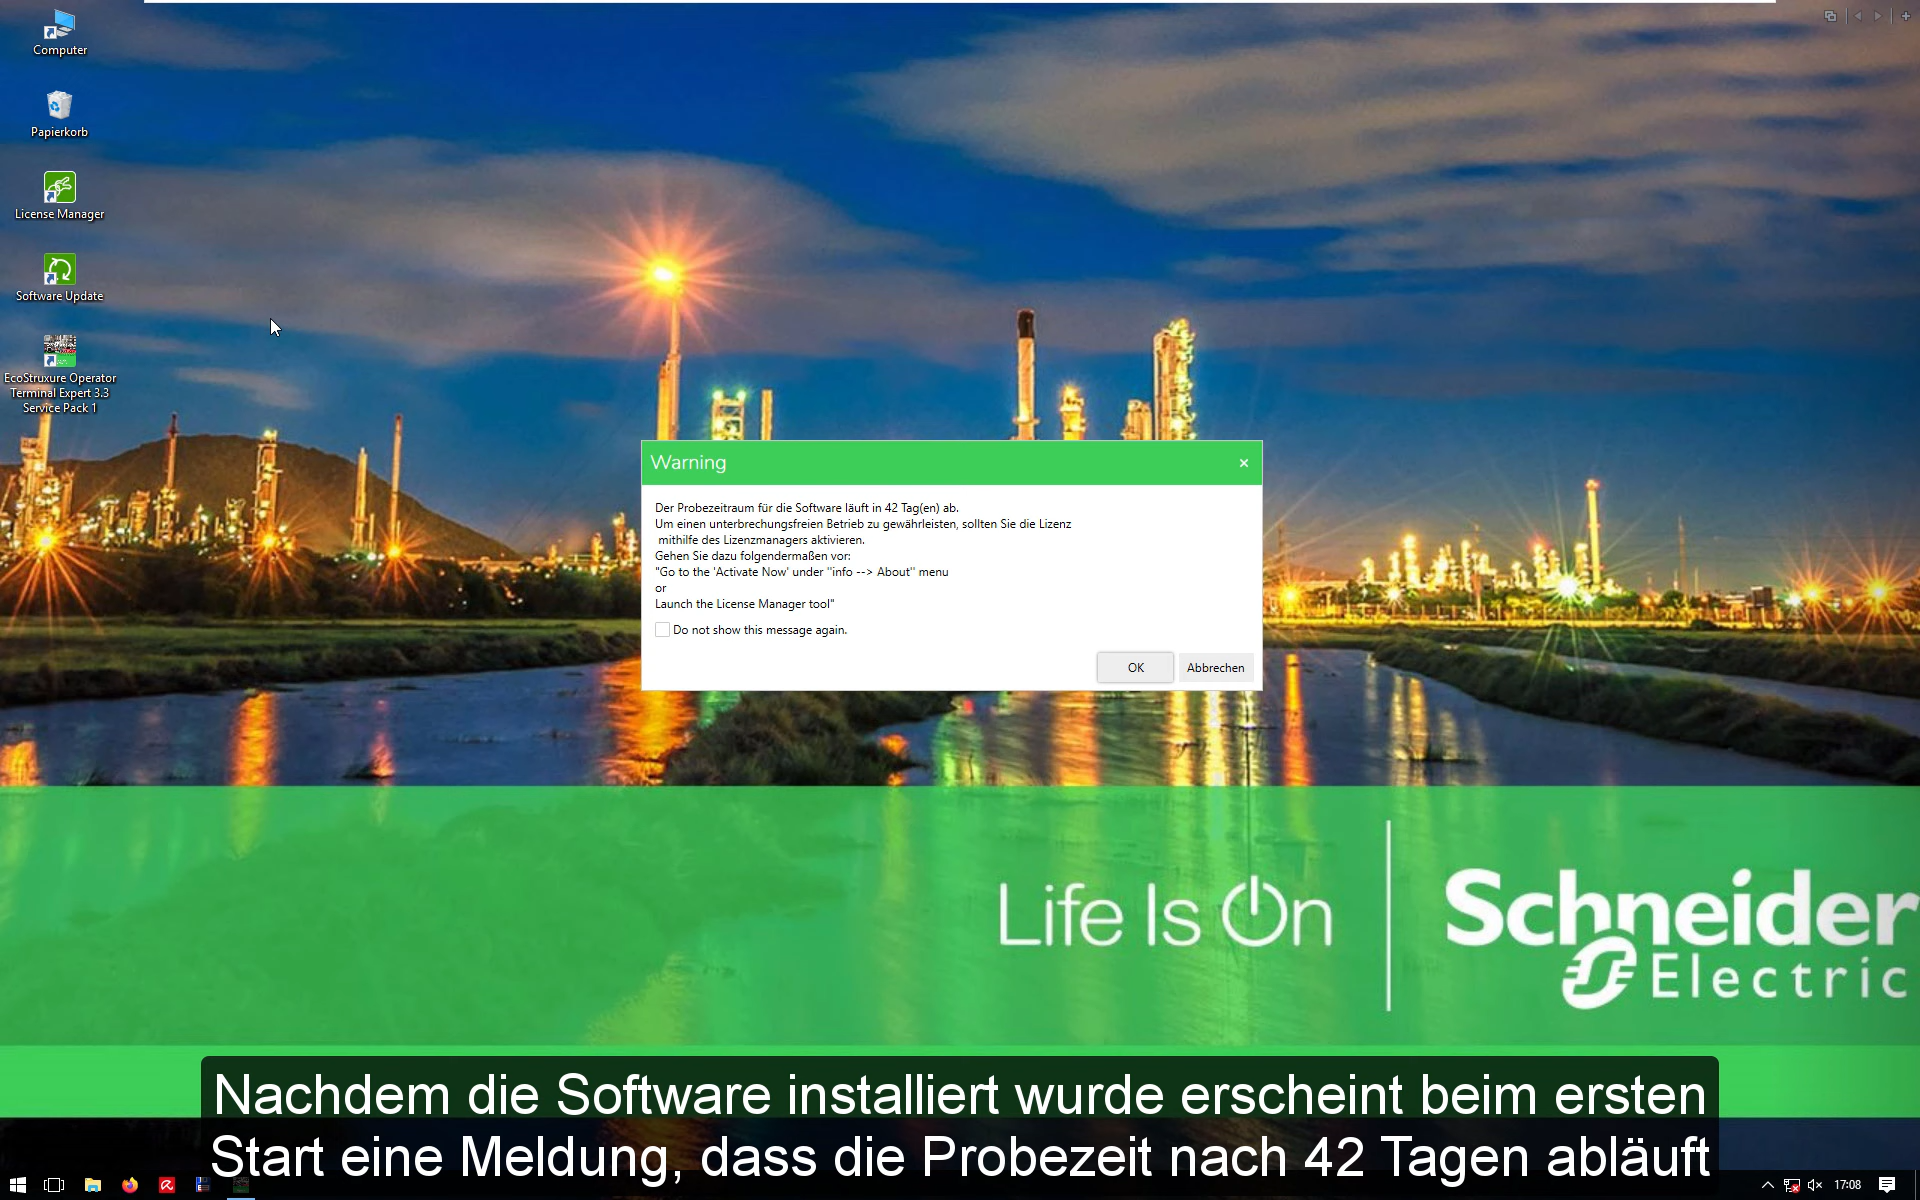 Computer
Papierkorb
License Manager
Software Update
EcoStruxure Operator
Terminal Expert 3.3
Service Pack 1
Warning
Der Probezeitraum für die Software läuft in 42 Tag(en) ab.
Um einen unterbrechungsfreien Betrieb zu gewährleisten, sollten Sie die Lizenz
mithilfe des Lizenzmanagers aktivieren.
Gehen Sie dazu folgendermaßen vor:
"Go to the 'Activate Now' under "info --> About" menu
or
Launch the License Manager tool"
Do not show this message again.
OK
Abbrechen
Life Is On
Schneider
Electric
Nachdem die Software installiert wurde erscheint beim ersten
Start eine Meldung, dass die Probezeit nach 42 Tagen abläuft
17:08